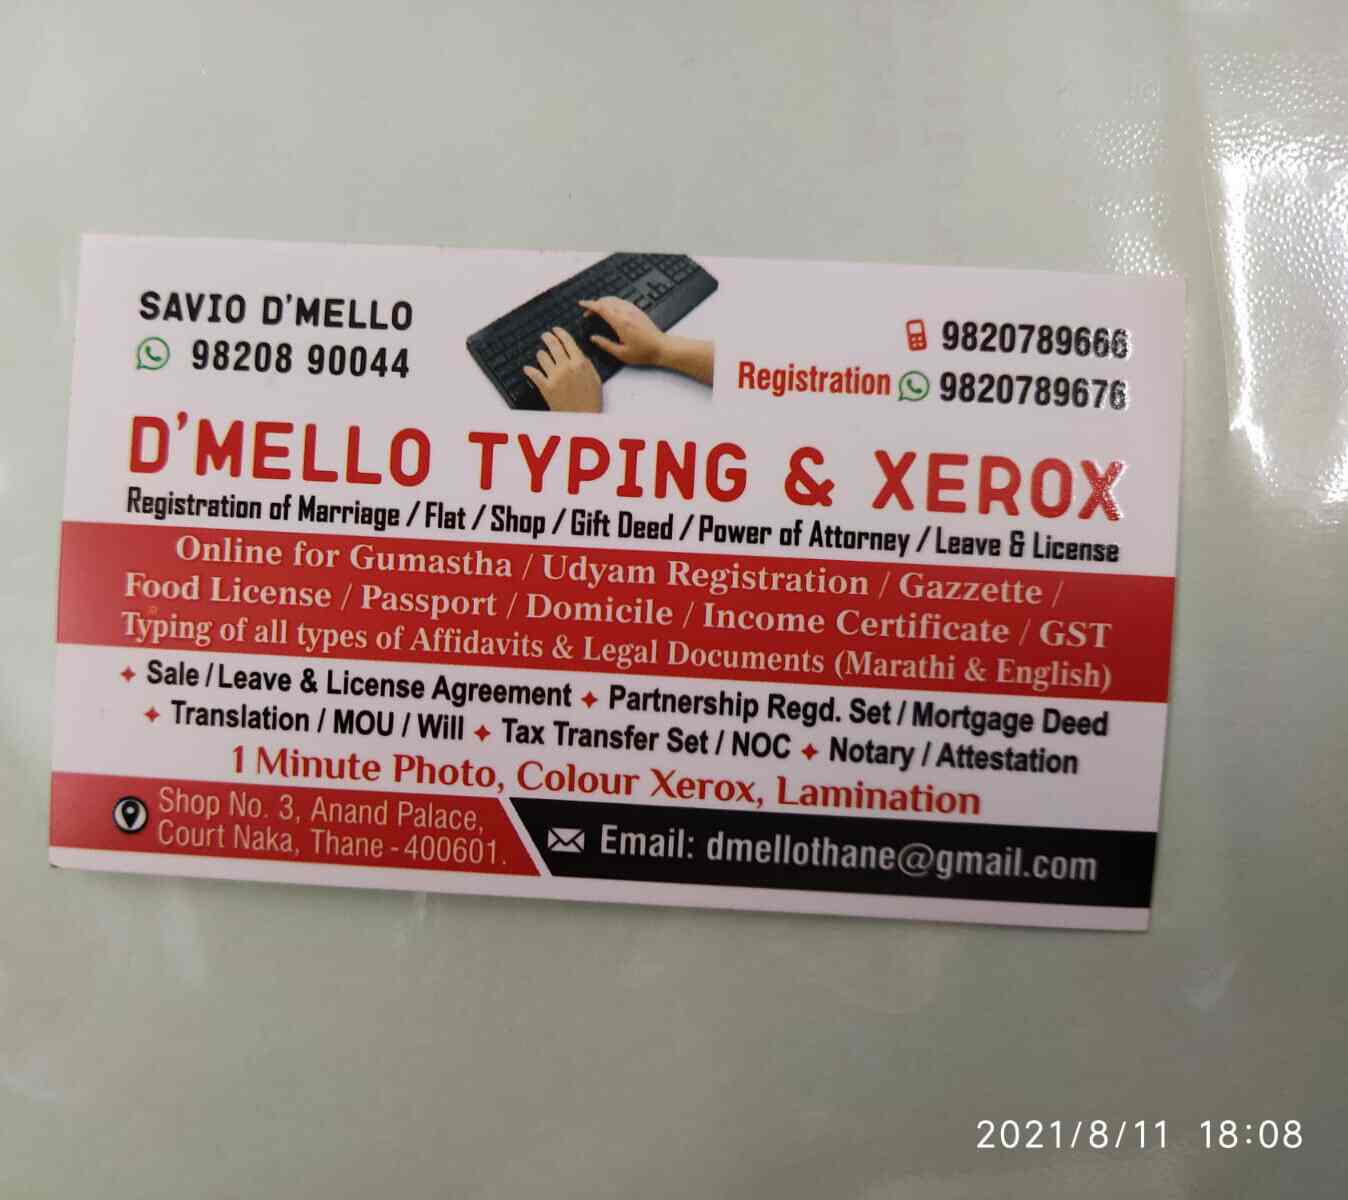 SAVIO D'MELLO
98208 90044
9820789666
Registration 9820789676
D'MELLO TYPING & XEROX
Registration of Marriage / Flat / Shop / Gift Deed / Power of Attorney / Leave & License
Online for Gumastha / Udyam Registration / Gazzette /
Food License / Passport / Domicile / Income Certificate / GST
Typing of all types of Affidavits & Legal Documents (Marathi & English)
✦ Sale / Leave & License Agreement ✦ Partnership Regd. Set / Mortgage Deed
✦ Translation / MOU / Will ✦ Tax Transfer Set / NOC ✦ Notary / Attestation
1 Minute Photo, Colour Xerox, Lamination
Shop No. 3, Anand Palace,
Court Naka, Thane - 400601.
Email: dmellothane@gmail.com
2021/8/11 18:08